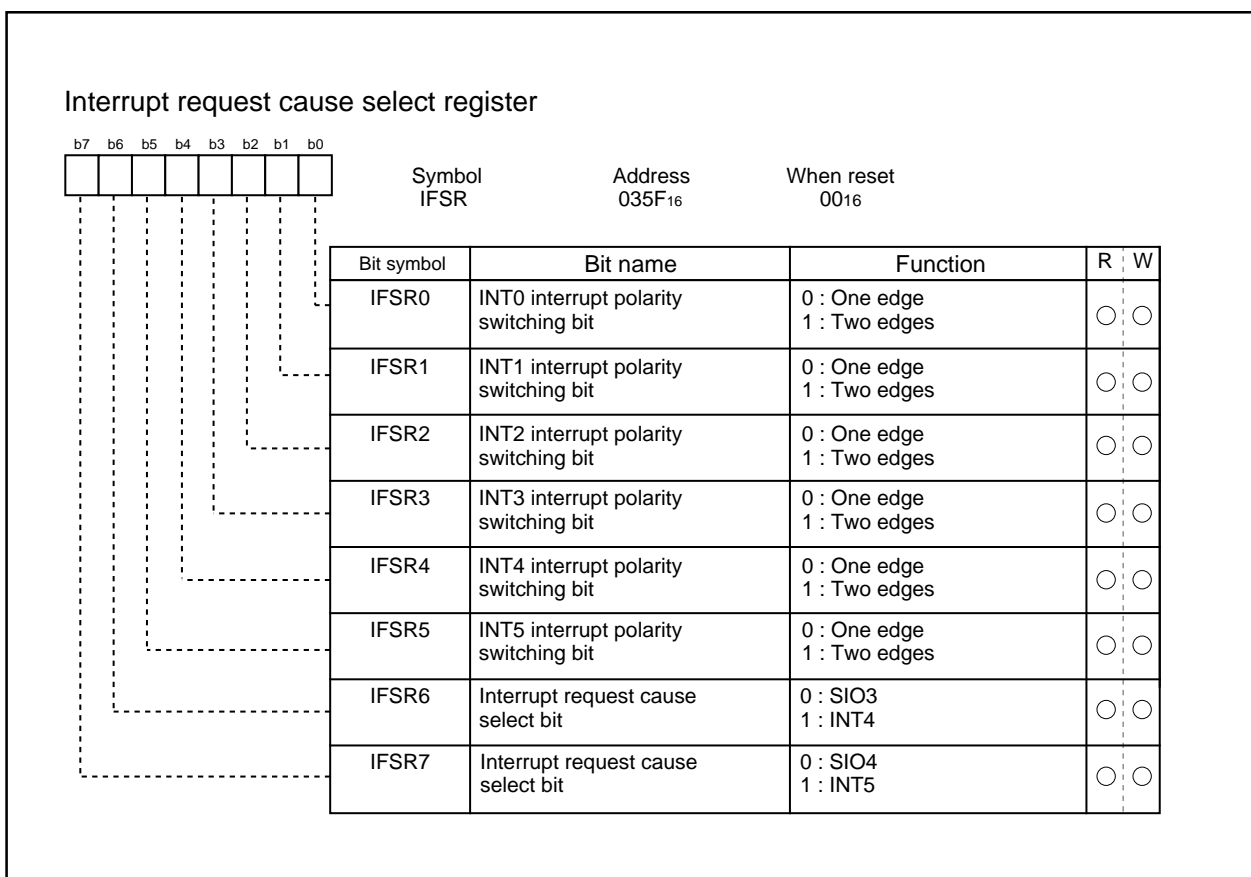 Interrupt request cause select register
b7 b6 b5 b4 b3 b2 b1 b0
Symbol Address When reset
IFSR 035F16 0016
Bit symbol Bit name Function R W
IFSR0 INT0 interrupt polarity 0 : One edge
switching bit 1 : Two edges
IFSR1 INT1 interrupt polarity 0 : One edge
switching bit 1 : Two edges
IFSR2 INT2 interrupt polarity 0 : One edge
switching bit 1 : Two edges
IFSR3 INT3 interrupt polarity 0 : One edge
switching bit 1 : Two edges
IFSR4 INT4 interrupt polarity 0 : One edge
switching bit 1 : Two edges
IFSR5 INT5 interrupt polarity 0 : One edge
switching bit 1 : Two edges
IFSR6 Interrupt request cause 0 : SIO3
select bit 1 : INT4
IFSR7 Interrupt request cause 0 : SIO4
select bit 1 : INT5